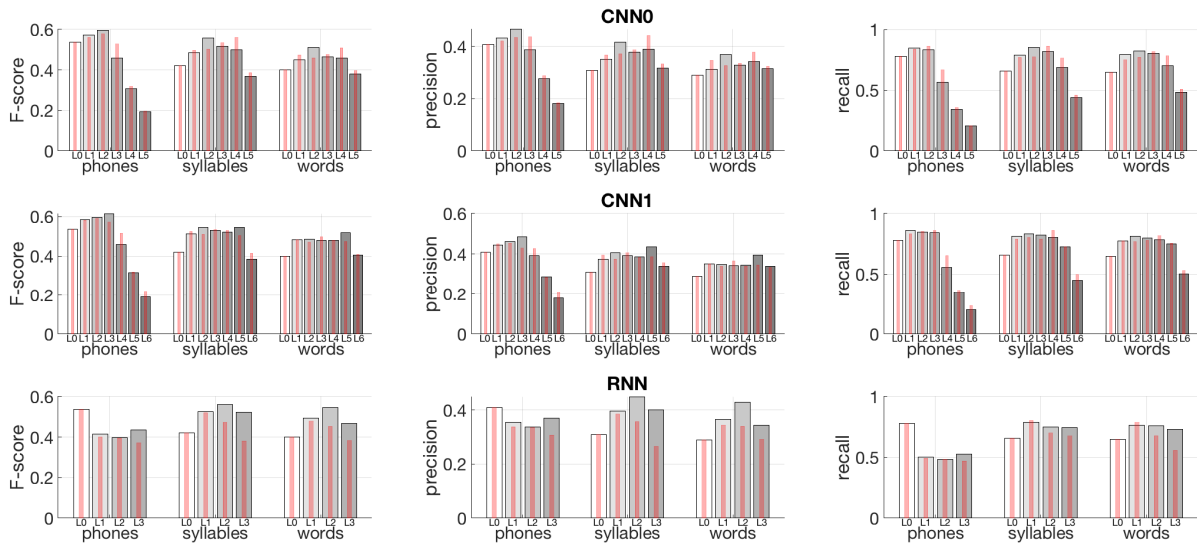 CNN0
F-score
0.6
0.4
0.2
0
L0 L1 L2 L3 L4 L5 L0 L1 L2 L3 L4 L5 L0 L1 L2 L3 L4 L5
phones syllables words
precision
0.4
0.2
0
L0 L1 L2 L3 L4 L5 L0 L1 L2 L3 L4 L5 L0 L1 L2 L3 L4 L5
phones syllables words
recall
1
0.5
0
L0 L1 L2 L3 L4 L5 L0 L1 L2 L3 L4 L5 L0 L1 L2 L3 L4 L5
phones syllables words
CNN1
F-score
0.6
0.4
0.2
0
L0 L1 L2 L3 L4 L5 L6 L0 L1 L2 L3 L4 L5 L6 L0 L1 L2 L3 L4 L5 L6
phones syllables words
precision
0.6
0.4
0.2
0
L0 L1 L2 L3 L4 L5 L6 L0 L1 L2 L3 L4 L5 L6 L0 L1 L2 L3 L4 L5 L6
phones syllables words
recall
1
0.5
0
L0 L1 L2 L3 L4 L5 L6 L0 L1 L2 L3 L4 L5 L6 L0 L1 L2 L3 L4 L5 L6
phones syllables words
RNN
F-score
0.6
0.4
0.2
0
L0 L1 L2 L3 L0 L1 L2 L3 L0 L1 L2 L3
phones syllables words
precision
0.4
0.2
0
L0 L1 L2 L3 L0 L1 L2 L3 L0 L1 L2 L3
phones syllables words
recall
1
0.5
0
L0 L1 L2 L3 L0 L1 L2 L3 L0 L1 L2 L3
phones syllables words